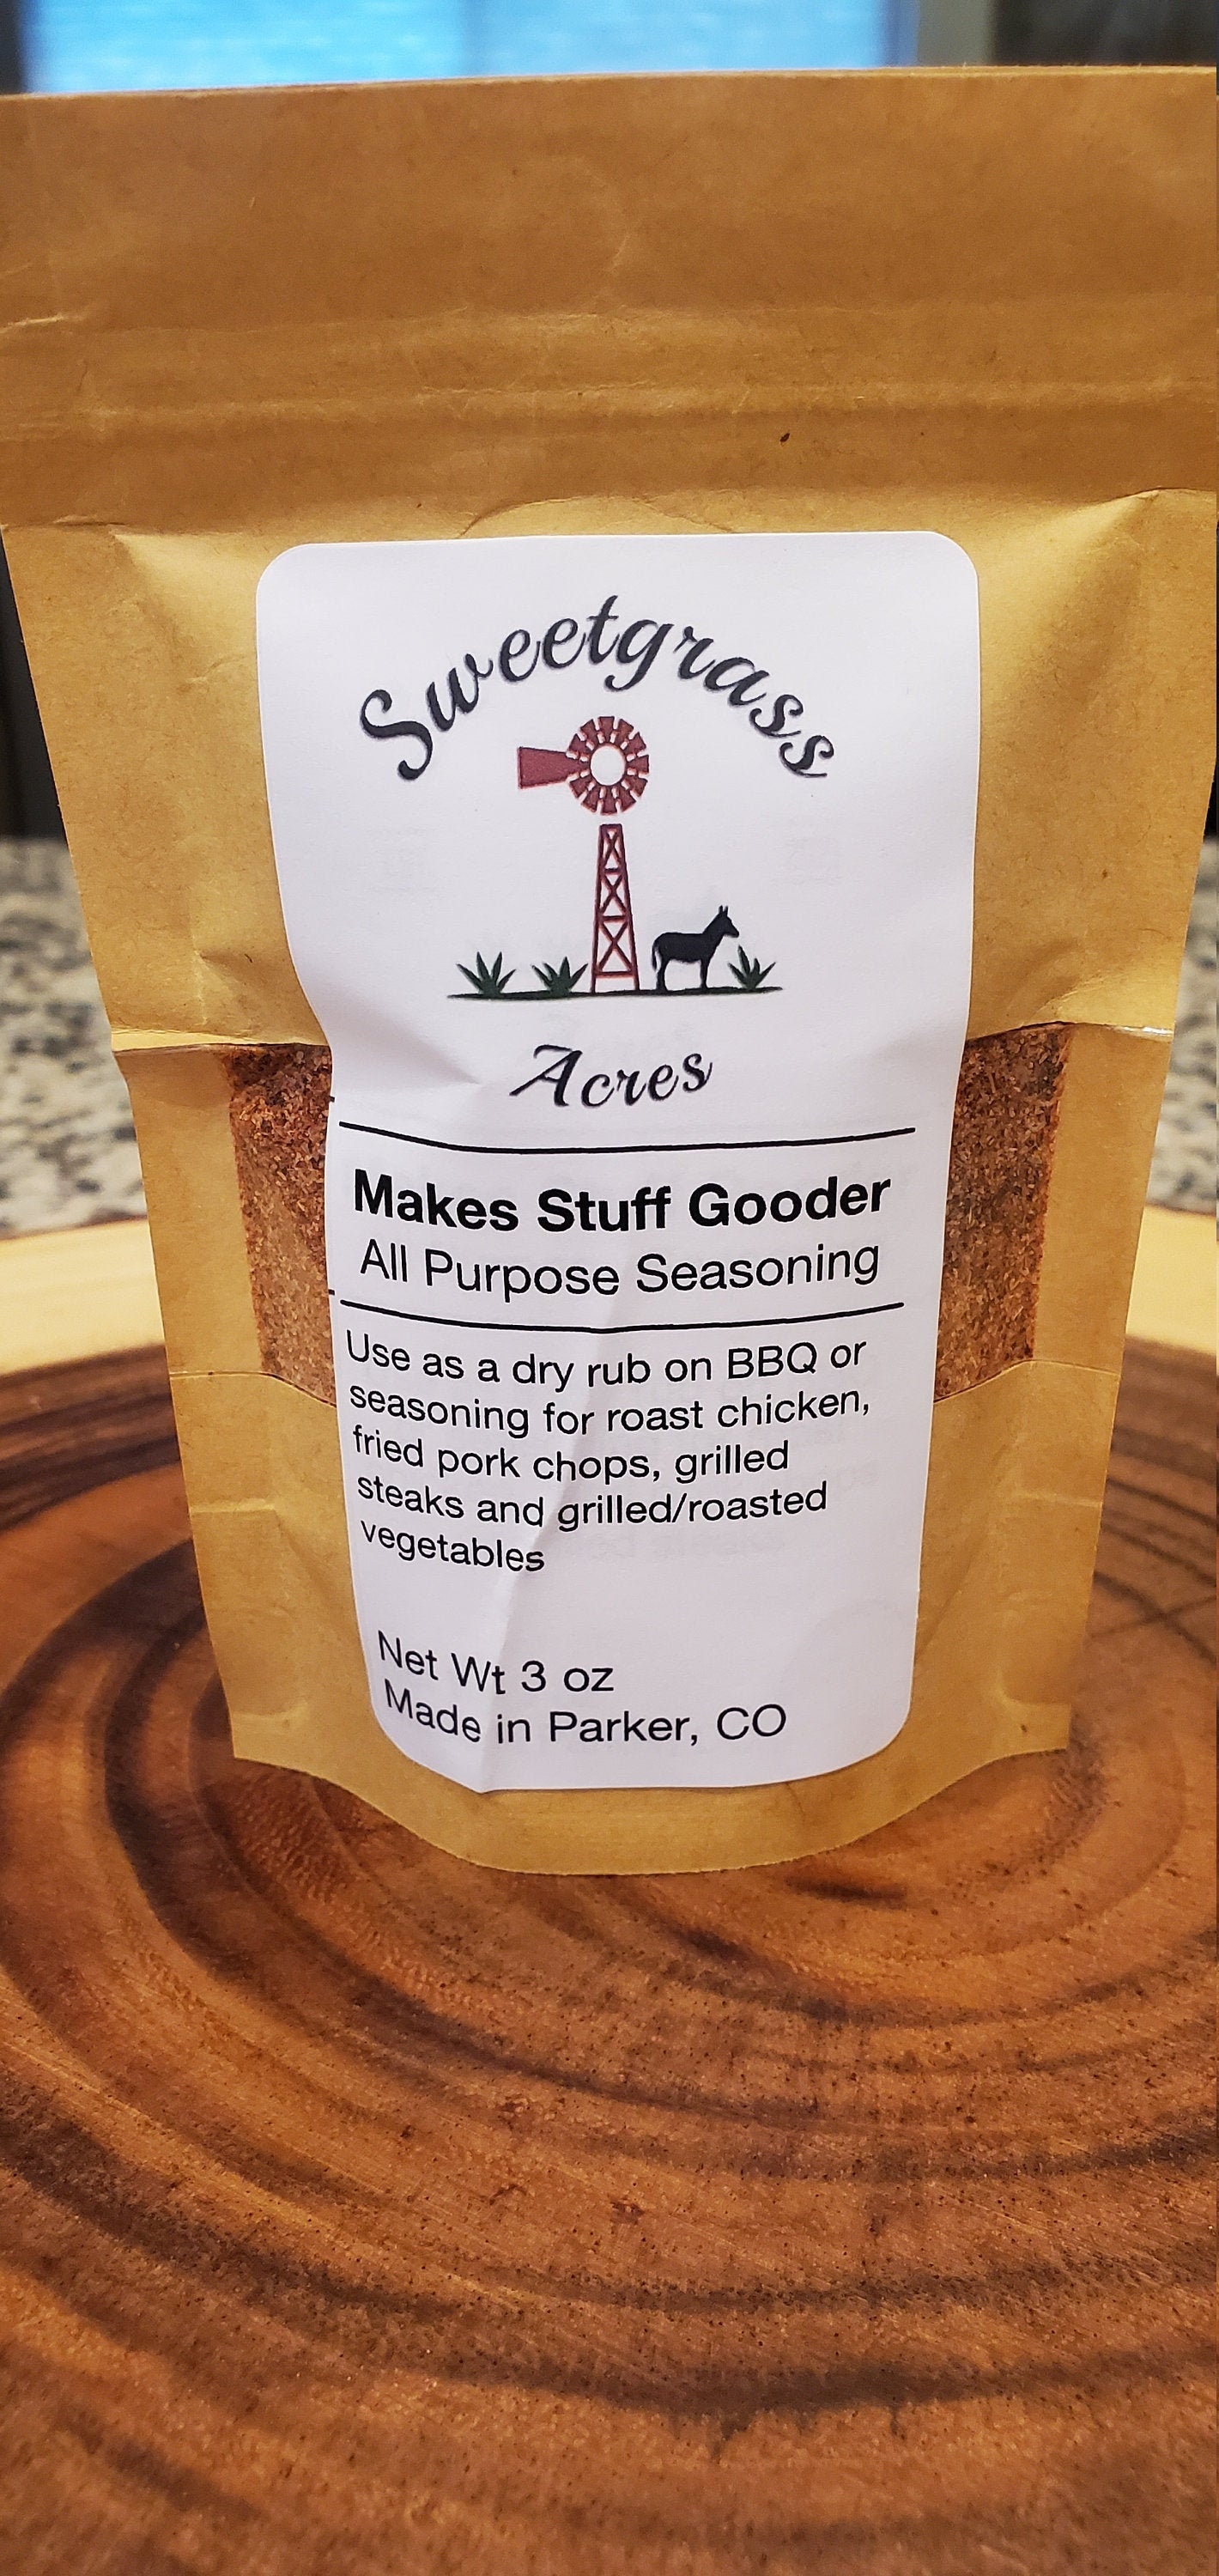 Sweetgrass
Acres
Makes Stuff Gooder
All Purpose Seasoning
Use as a dry rub on BBQ or
seasoning for roast chicken,
fried pork chops, grilled
steaks and grilled/roasted
vegetables
Net Wt 3 oz
Made in Parker, CO